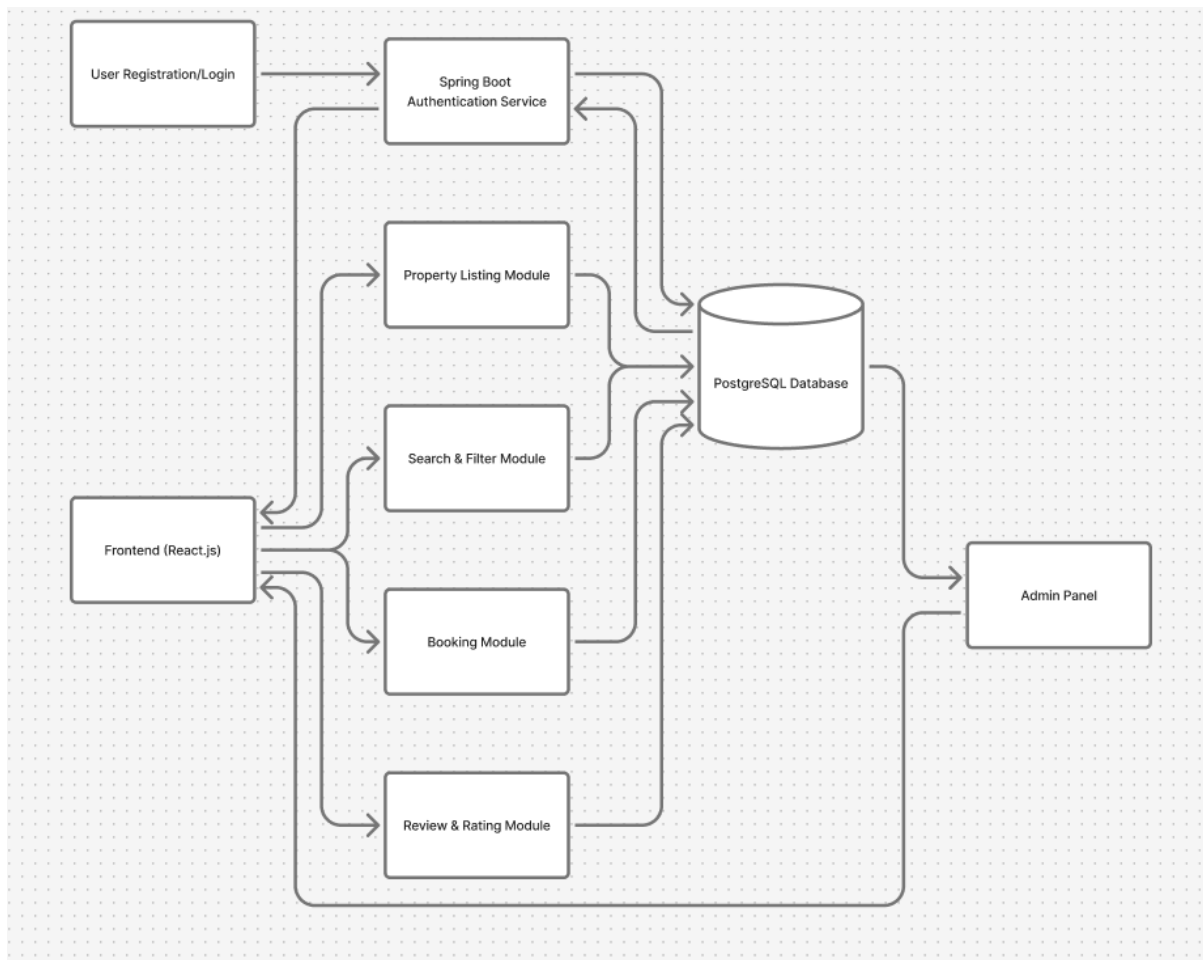 User Registration/Login
Spring Boot
Authentication Service
Property Listing Module
PostgreSQL Database
Search & Filter Module
Frontend (React.js)
Admin Panel
Booking Module
Review & Rating Module